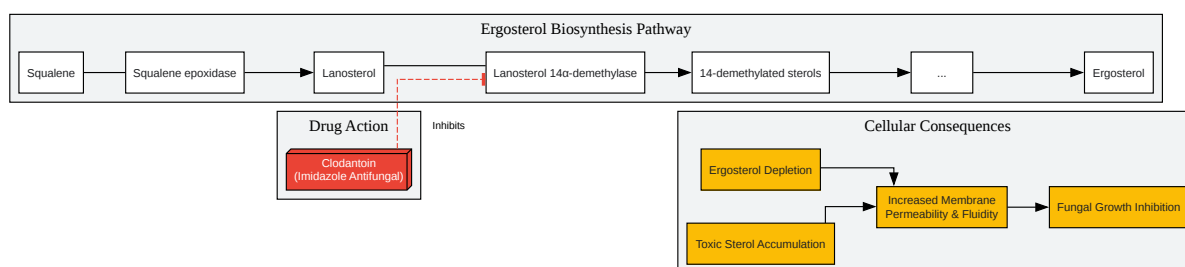 Ergosterol Biosynthesis Pathway
Squalene
Squalene epoxidase
Lanosterol
Lanosterol 14α-demethylase
14-demethylated sterols
...
Ergosterol
Drug Action
Inhibits
Clodantoin
(Imidazole Antifungal)
Cellular Consequences
Ergosterol Depletion
Increased Membrane
Permeability & Fluidity
Fungal Growth Inhibition
Toxic Sterol Accumulation